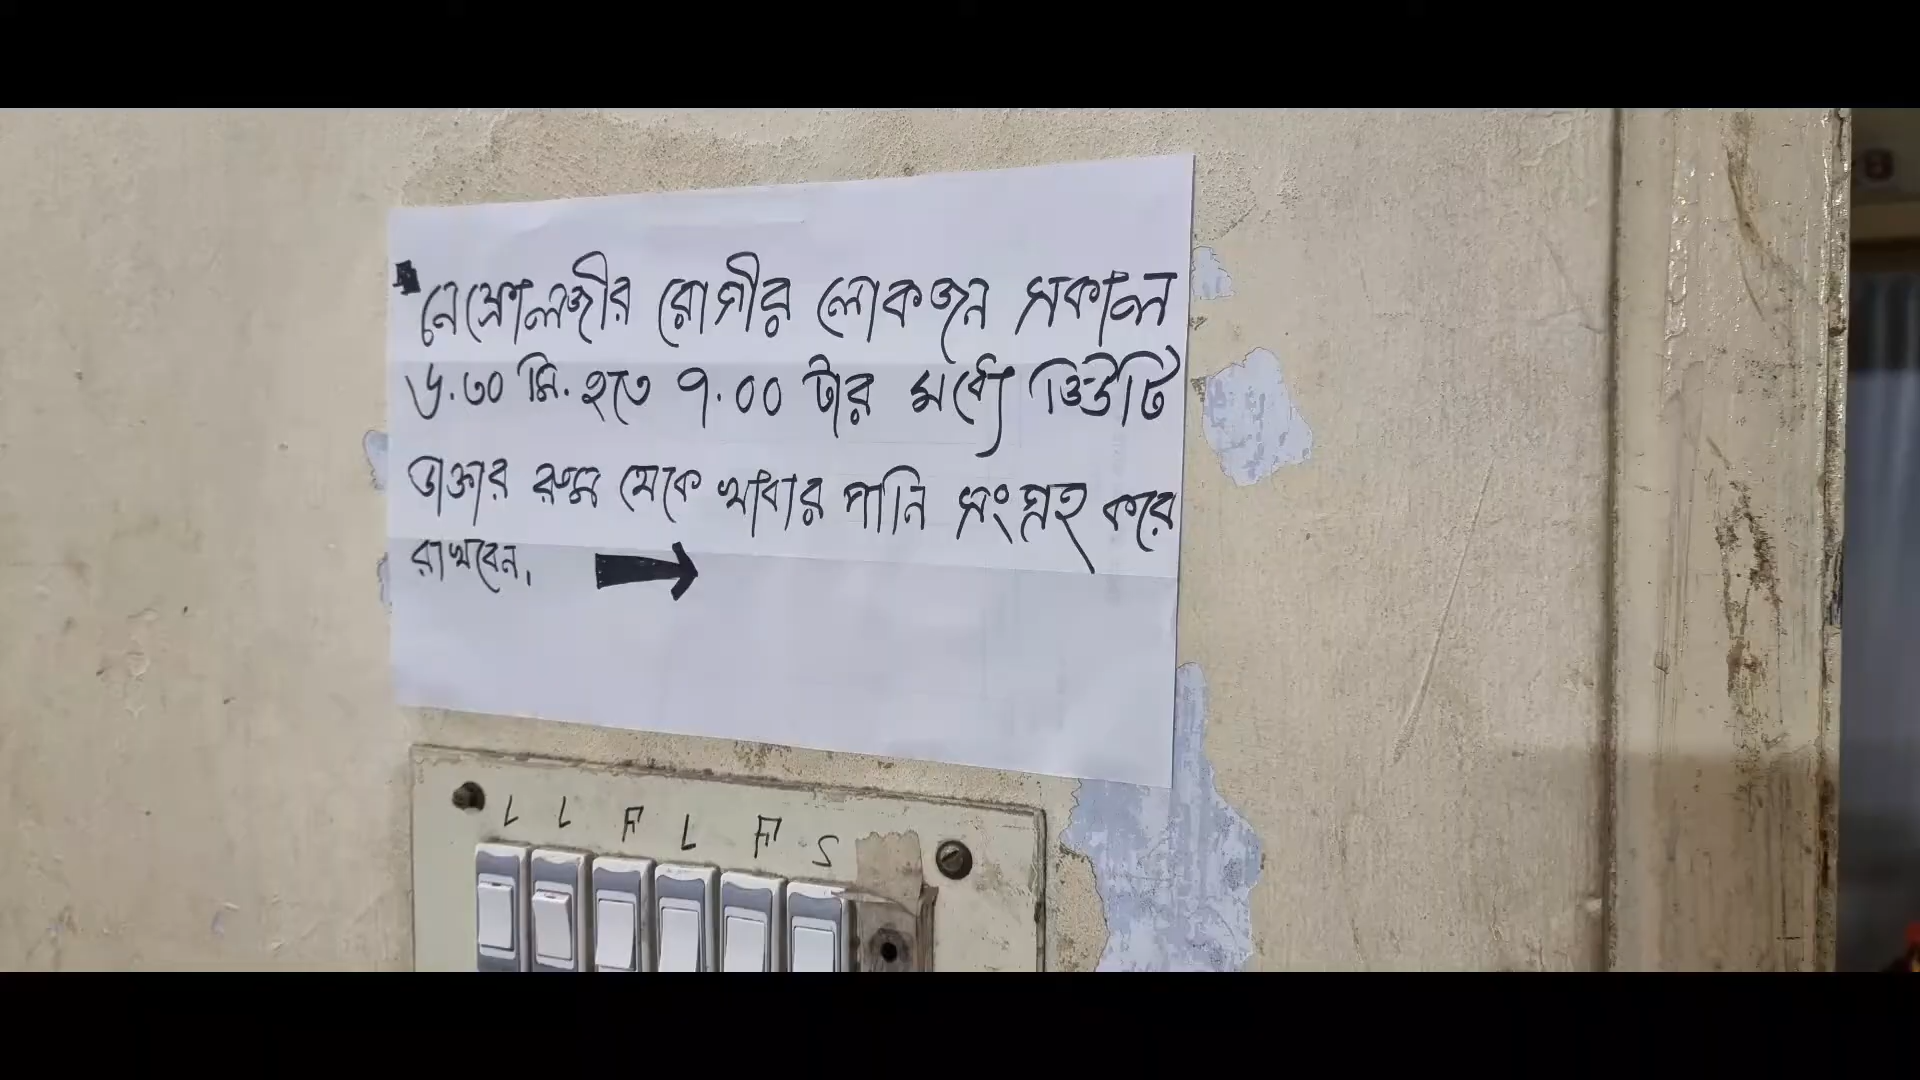 নেফ্রোলজীর রোগীর লোকজন সকাল
৬.৩০ মি. হতে ৭.০০ টার মধ্যে ডিউটি
ডাক্তার রুম থেকে খাবার পানি সংগ্রহ করে
রাখবেন।
L L F L F S